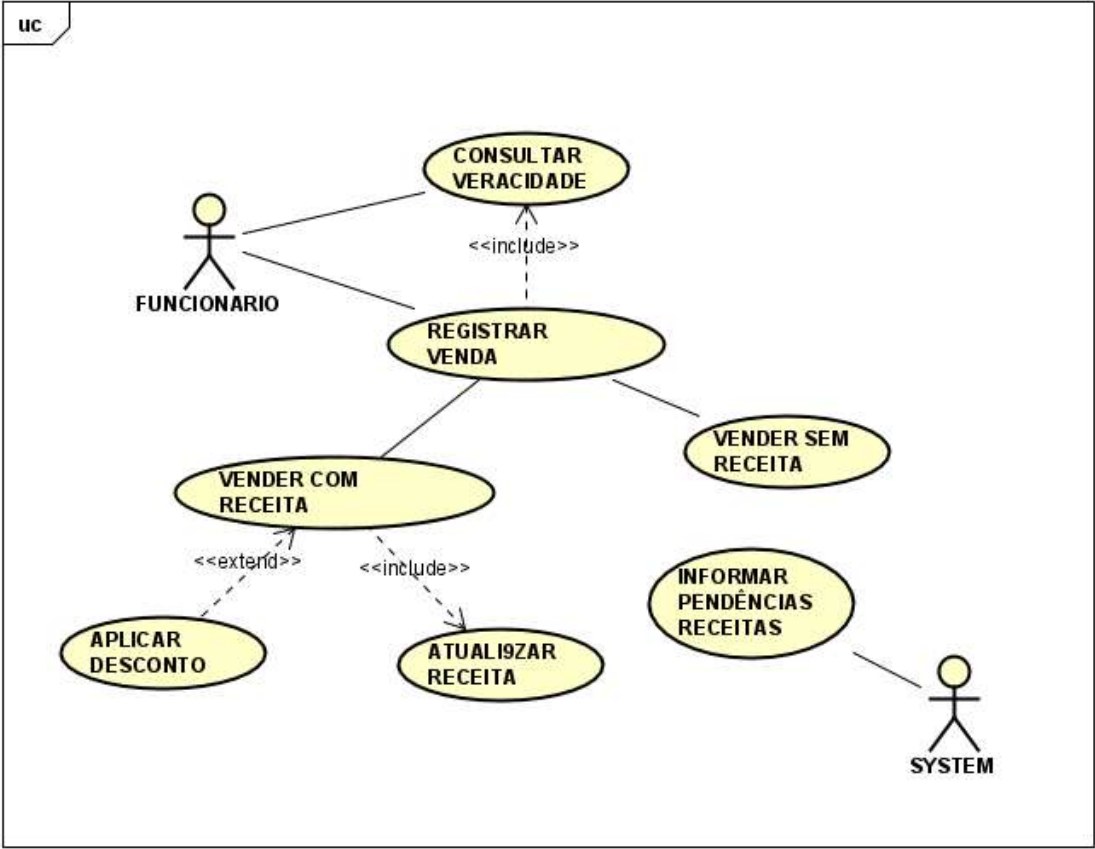 uc
CONSULTAR
VERACIDADE
<<include>>
FUNCIONARIO
REGISTRAR
VENDA
VENDER SEM
RECEITA
VENDER COM
RECEITA
<<extend>>
<<include>>
INFORMAR
PENDÊNCIAS
RECEITAS
APLICAR
DESCONTO
ATUALI9ZAR
RECEITA
SYSTEM